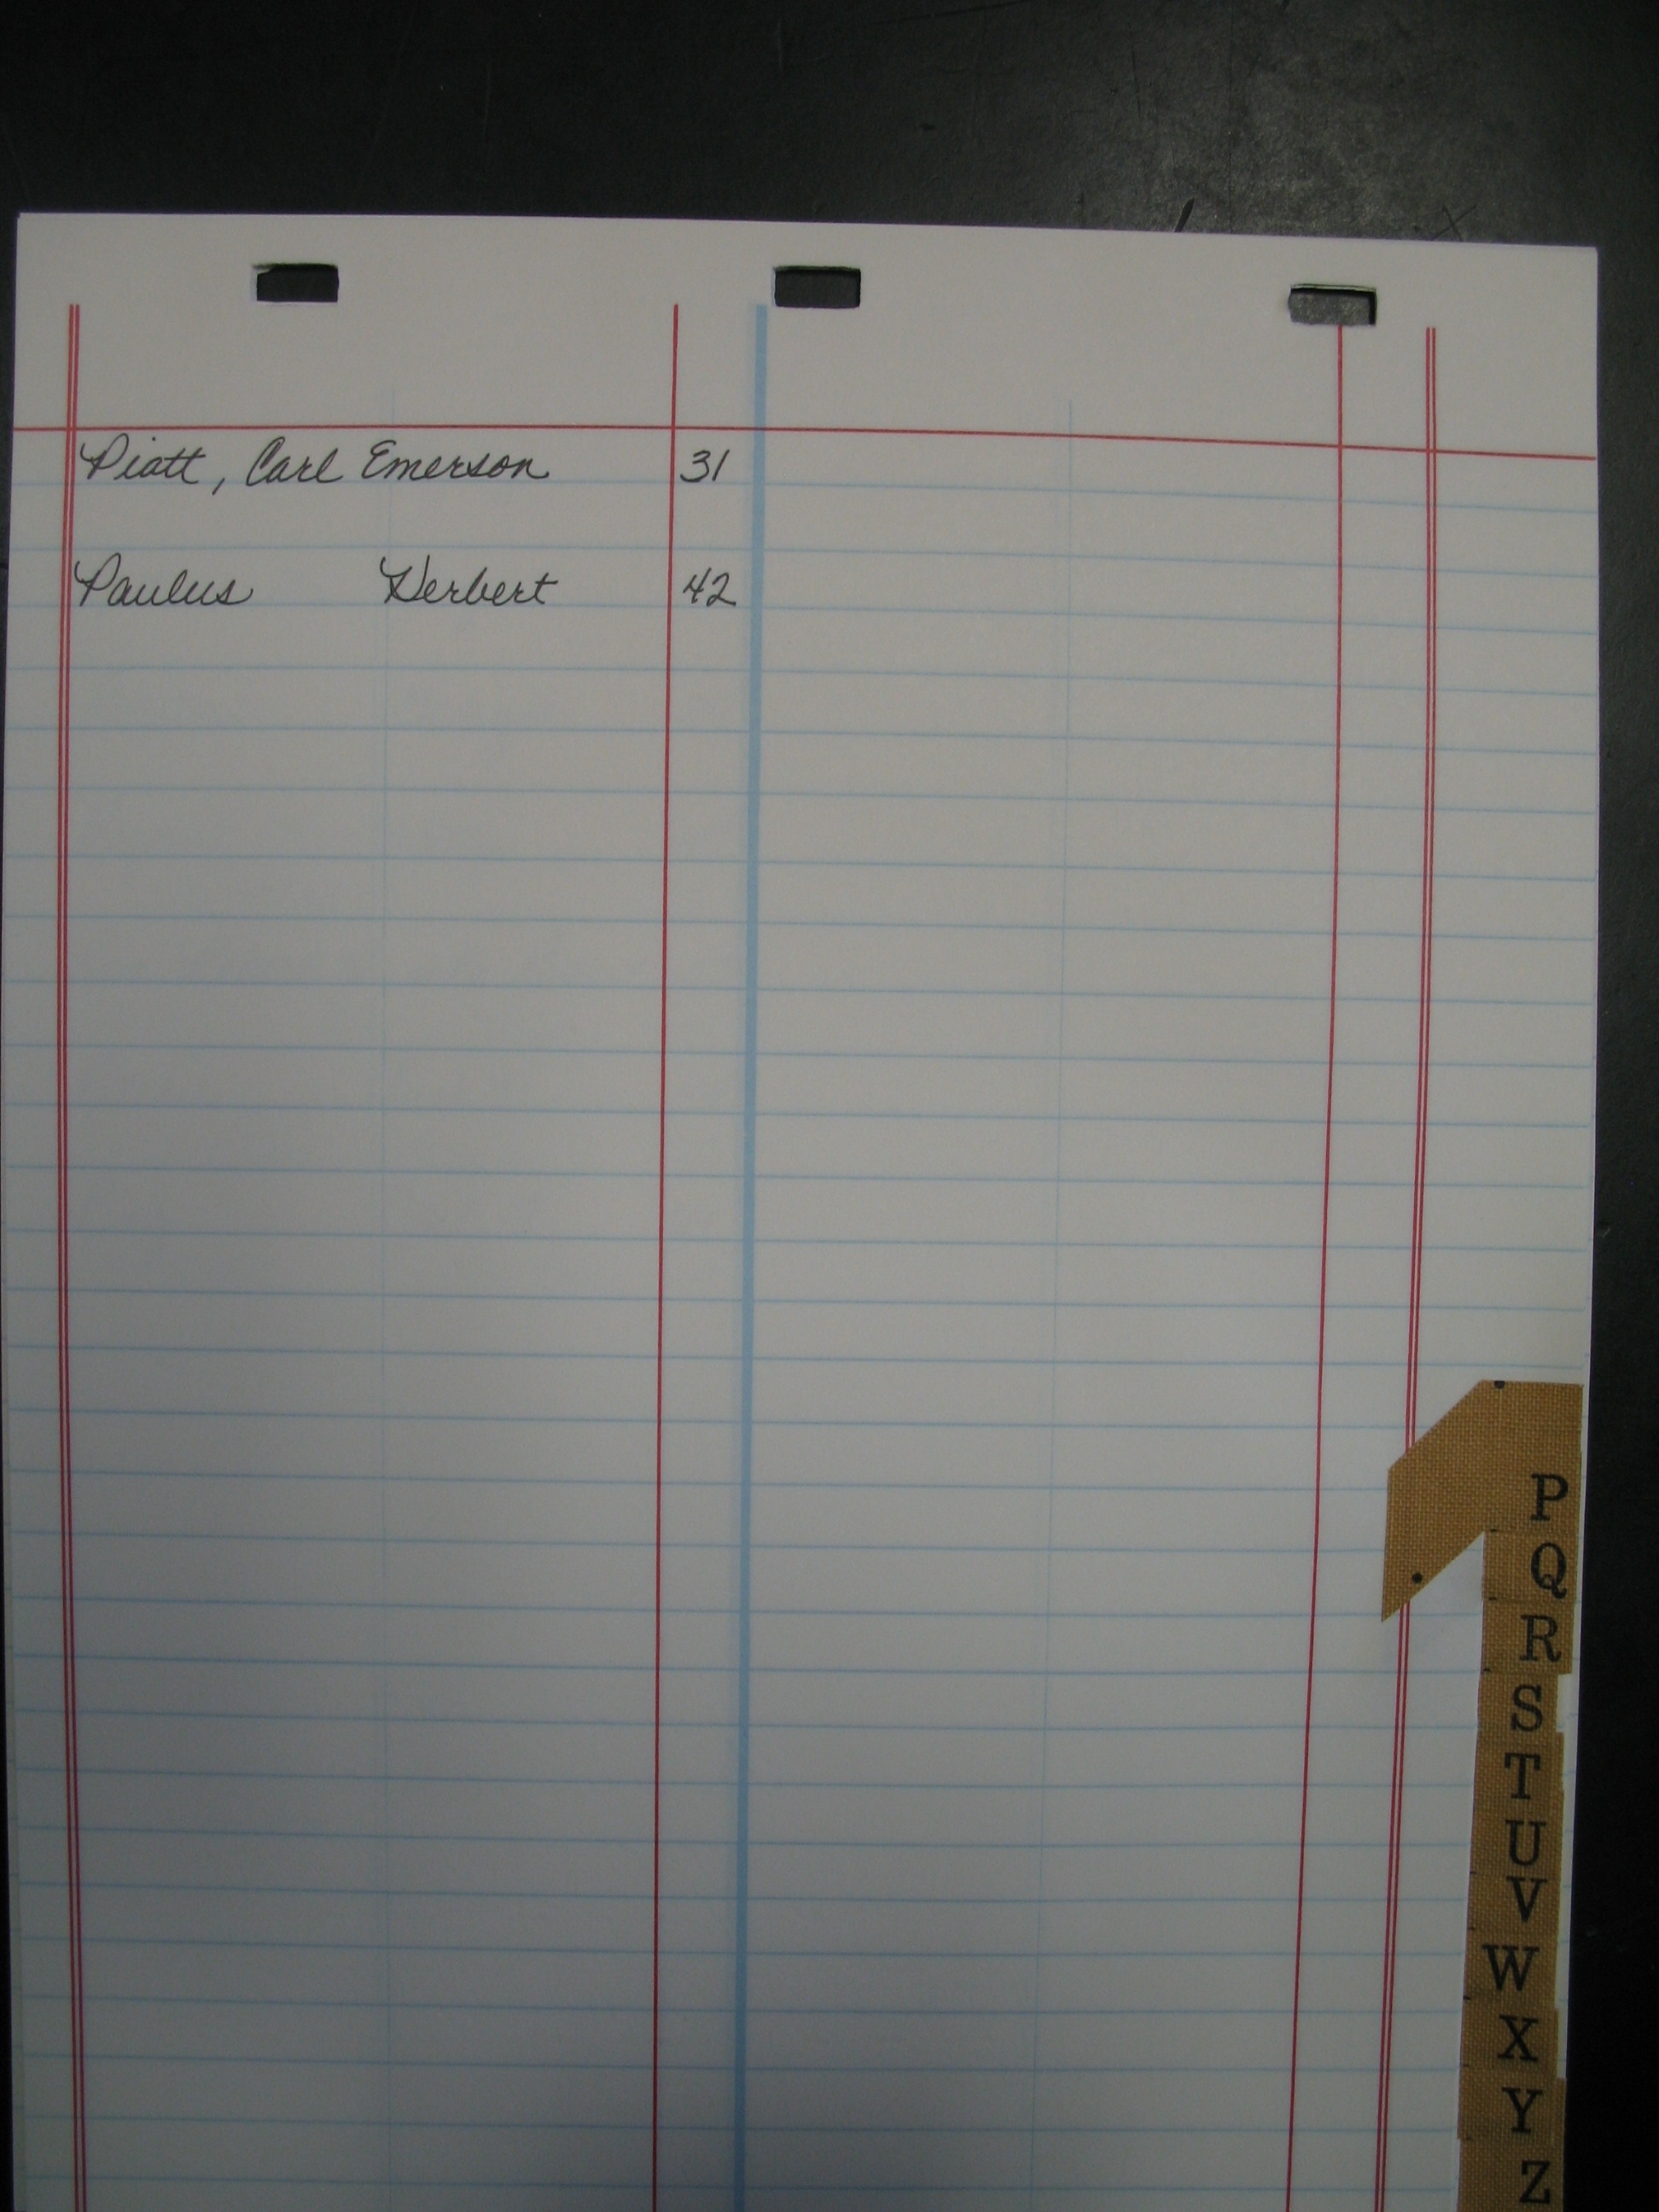 Piatt, Carl Emerson 31
Paulus Herbert 42
P
Q
R
S
T
U
V
W
X
Y
Z